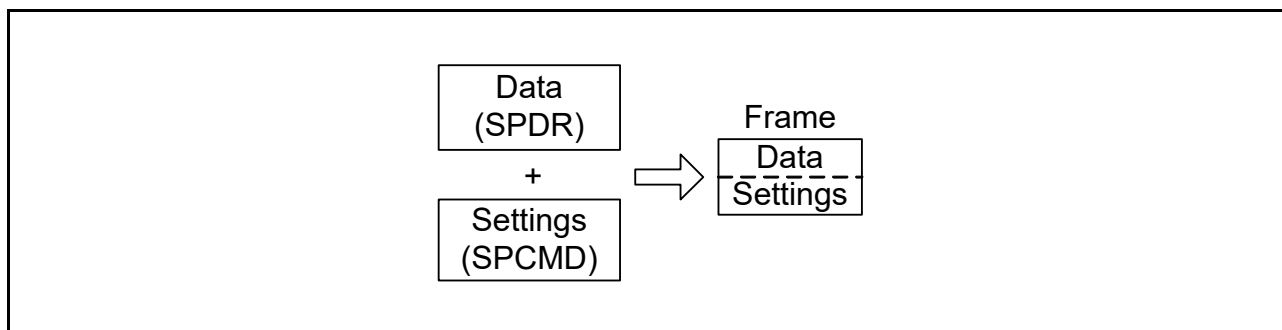 Data
(SPDR)
+
Settings
(SPCMD)
Frame
Data
Settings